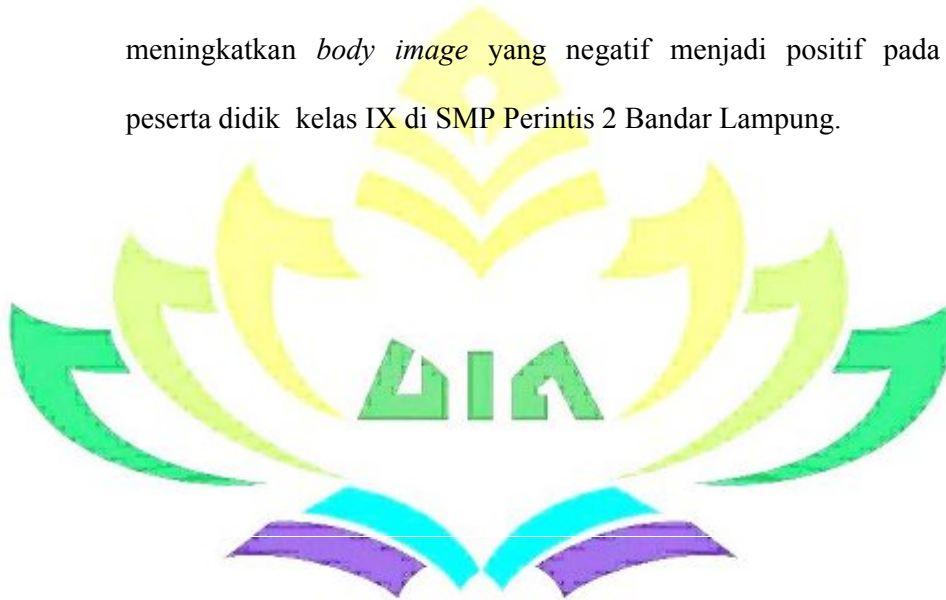 meningkatkan body image yang negatif menjadi positif pada
peserta didik kelas IX di SMP Perintis 2 Bandar Lampung.
UIN